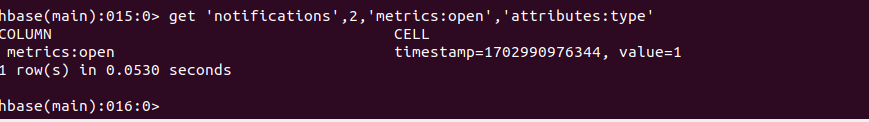 hbase(main):015:0> get 'notifications',2,'metrics:open','attributes:type'
COLUMN CELL
metrics:open timestamp=1702990976344, value=1
1 row(s) in 0.0530 seconds
hbase(main):016:0>